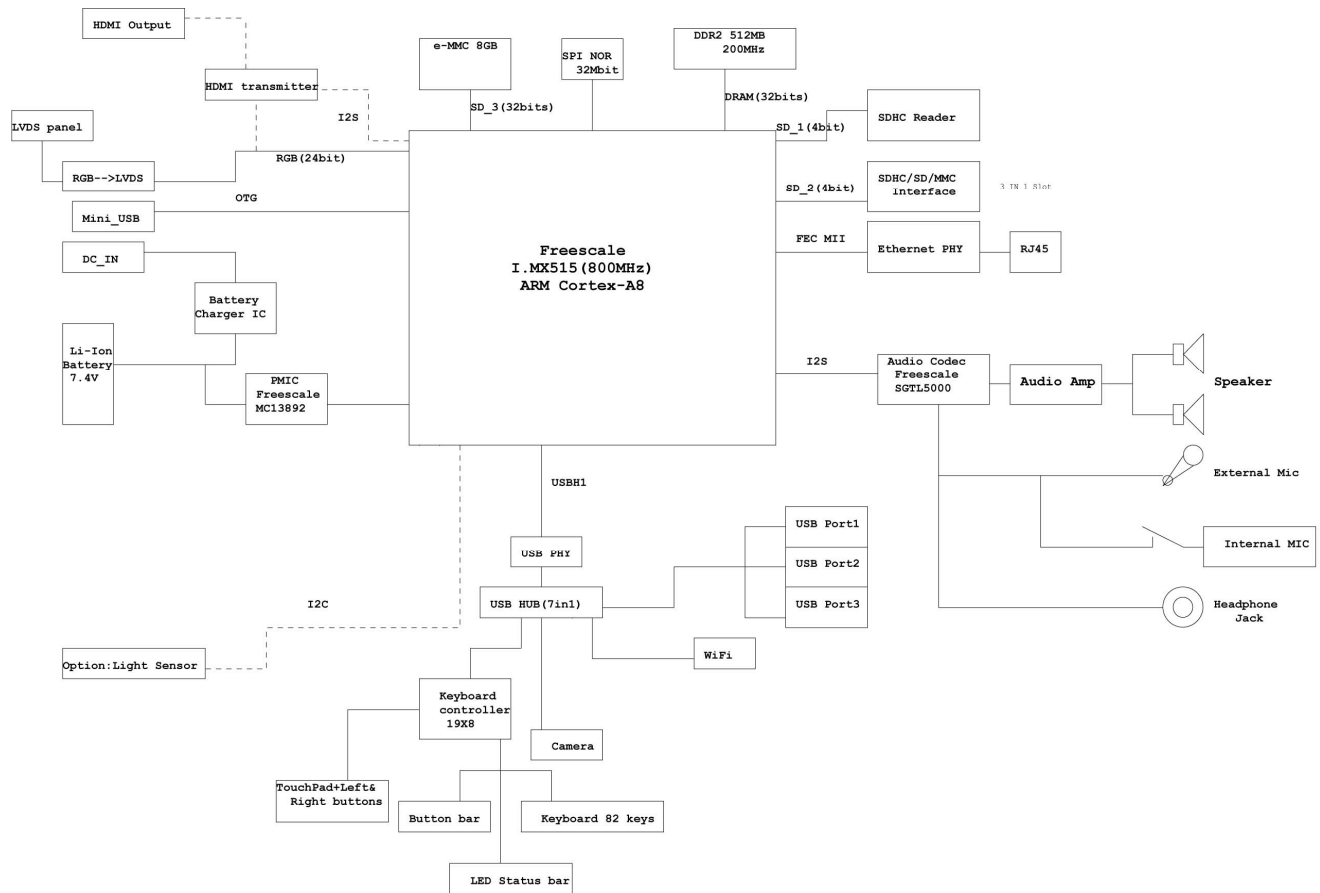 HDMI Output
e-MMC 8GB
SPI NOR
32Mbit
DDR2 512MB
200MHz
HDMI transmitter
I2S
SD_3(32bits)
DRAM(32bits)
SD_1(4bit)
SDHC Reader
LVDS panel
RGB(24bit)
RGB-->LVDS
OTG
Mini_USB
SD_2(4bit)
SDHC/SD/MMC
Interface
3 IN 1 Slot
FEC MII
Ethernet PHY
RJ45
DC_IN
Freescale
I.MX515(800MHz)
ARM Cortex-A8
Battery
Charger IC
Li-Ion
Battery
7.4V
PMIC
Freescale
MC13892
I2S
Audio Codec
Freescale
SGTL5000
Audio Amp
Speaker
External Mic
USBH1
USB Port1
USB Port2
USB Port3
Internal MIC
USB PHY
USB HUB(7in1)
I2C
Headphone
Jack
WiFi
Option:Light Sensor
Keyboard
controller
19X8
Camera
TouchPad+Left&
Right buttons
Button bar
Keyboard 82 keys
LED Status bar